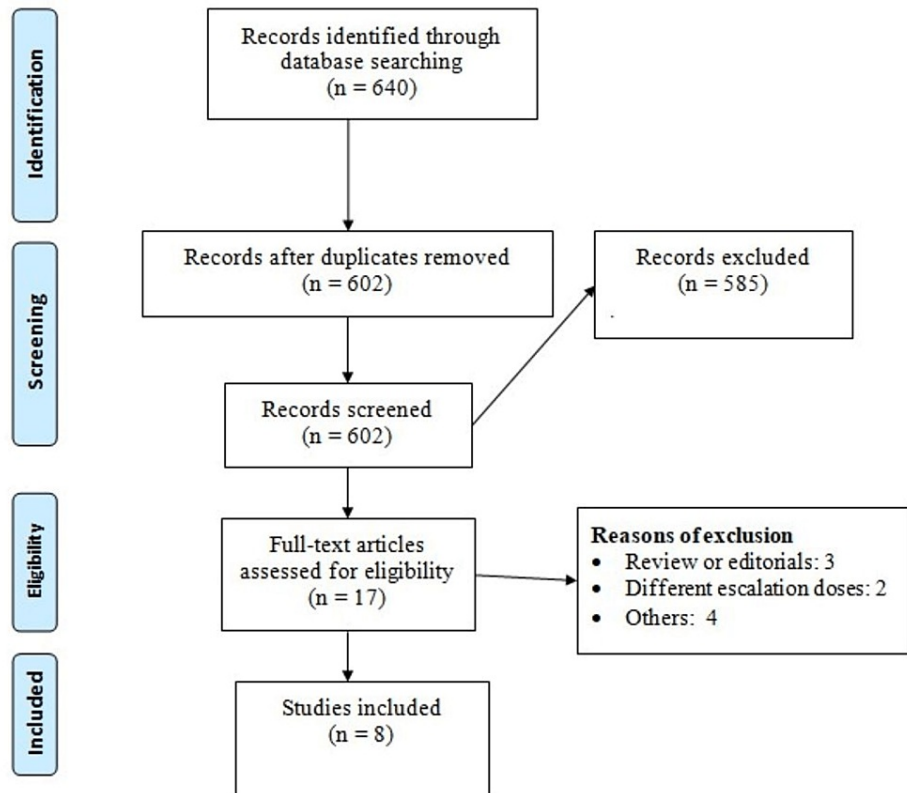 Identification
Records identified through
database searching
(n = 640)
Screening
Records after duplicates removed
(n = 602)
Records excluded
(n = 585)
.
Records screened
(n = 602)
Eligibility
Full-text articles
assessed for eligibility
(n = 17)
Reasons of exclusion
• Review or editorials: 3
• Different escalation doses: 2
• Others: 4
Included
Studies included
(n = 8)